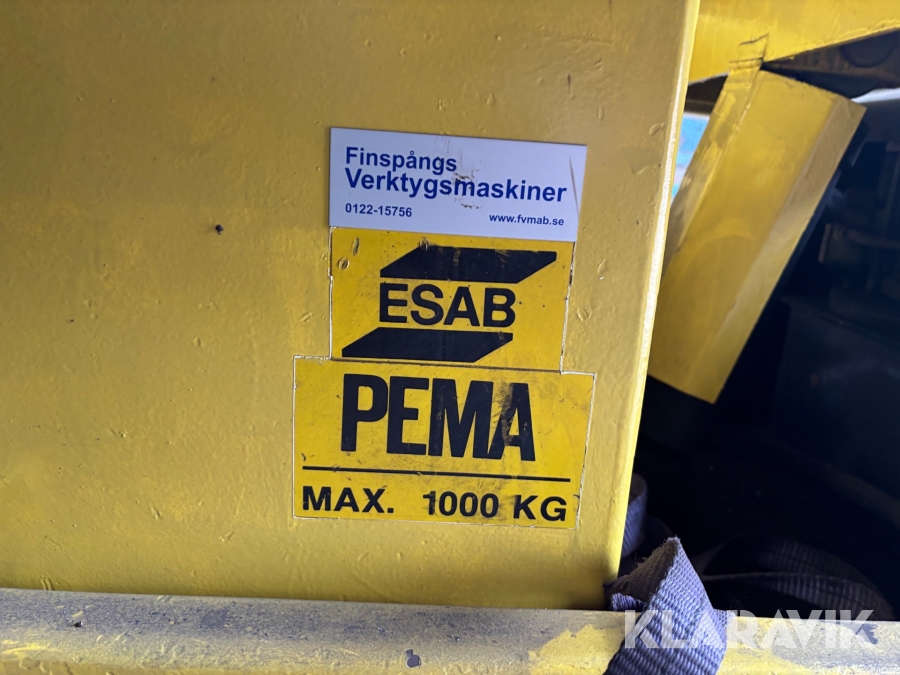 Finspångs
Verktygsmaskiner
0122-15756 www.fvmab.se
ESAB
PEMA
MAX. 1000 KG
KLARAVIK